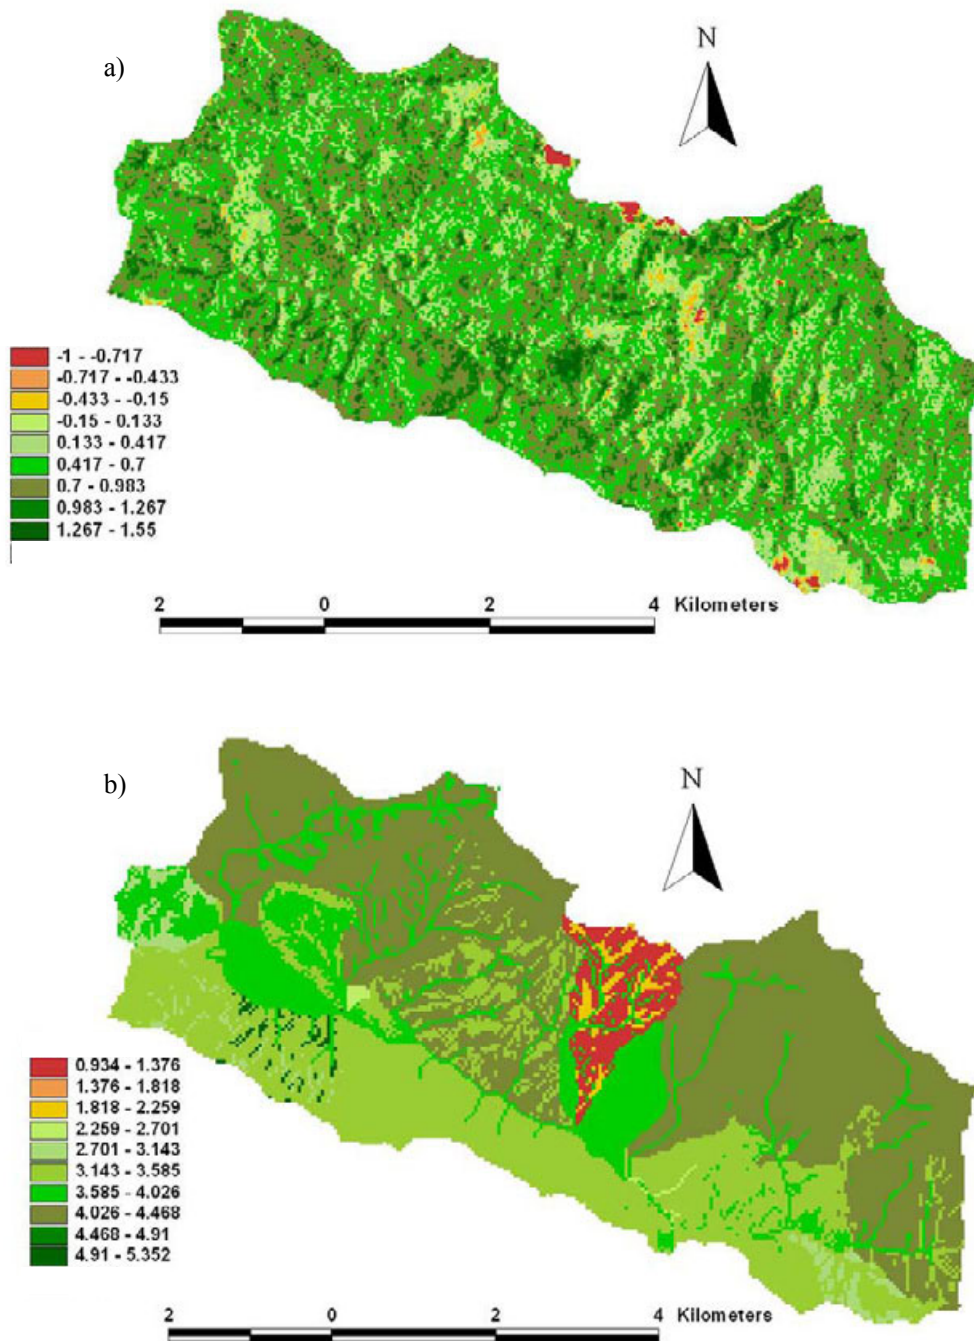 a)
N
-1 - -0.717
-0.717 - -0.433
-0.433 - -0.15
-0.15 - 0.133
0.133 - 0.417
0.417 - 0.7
0.7 - 0.983
0.983 - 1.267
1.267 - 1.55
2 0 2 4 Kilometers
b)
N
0.934 - 1.376
1.376 - 1.818
1.818 - 2.259
2.259 - 2.701
2.701 - 3.143
3.143 - 3.585
3.585 - 4.026
4.026 - 4.468
4.468 - 4.91
4.91 - 5.352
2 0 2 4 Kilometers